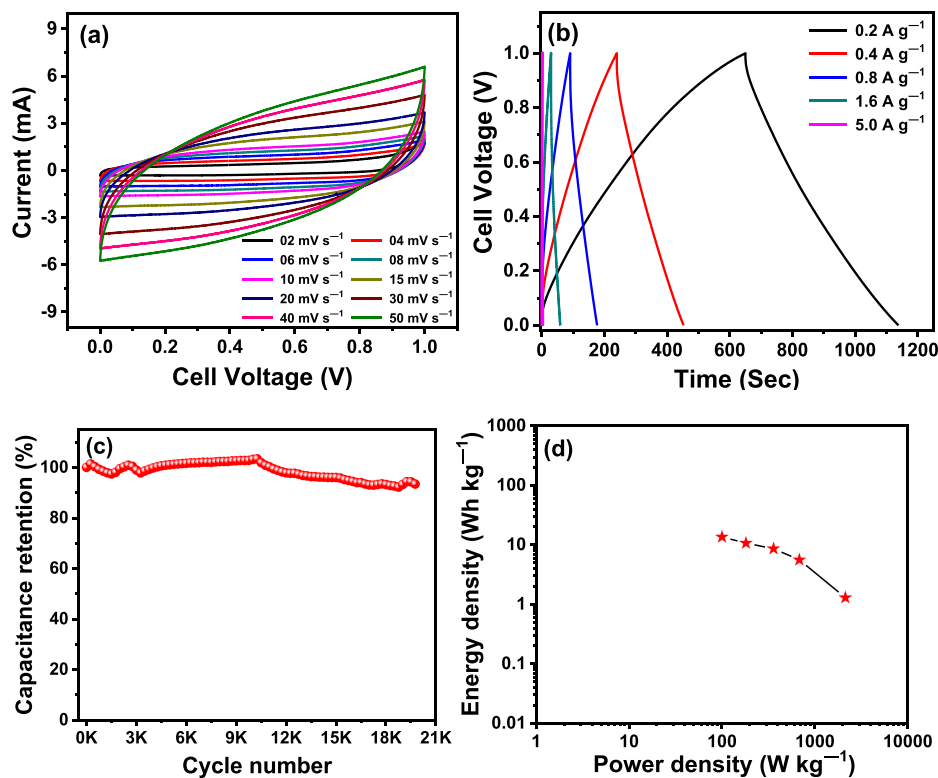 (a)
9
6
3
0
-3
-6
-9
Current (mA)
02 mV s⁻¹ 04 mV s⁻¹
06 mV s⁻¹ 08 mV s⁻¹
10 mV s⁻¹ 15 mV s⁻¹
20 mV s⁻¹ 30 mV s⁻¹
40 mV s⁻¹ 50 mV s⁻¹
0.0 0.2 0.4 0.6 0.8 1.0
Cell Voltage (V)
(b)
0.2 A g⁻¹
0.4 A g⁻¹
0.8 A g⁻¹
1.6 A g⁻¹
5.0 A g⁻¹
1.0
0.8
0.6
0.4
0.2
0.0
Cell Voltage (V)
0 200 400 600 800 1000 1200
Time (Sec)
(c)
100
80
60
40
20
0
Capacitance retention (%)
0K 3K 6K 9K 12K 15K 18K 21K
Cycle number
(d)
1000
100
10
1
0.1
0.01
Energy density (Wh kg⁻¹)
1 10 100 1000 10000
Power density (W kg⁻¹)